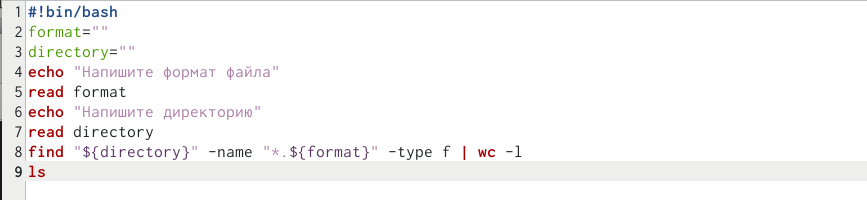 1 #!bin/bash
2 format=""
3 directory=""
4 echo "Напишите формат файла"
5 read format
6 echo "Напишите директорию"
7 read directory
8 find "${directory}" -name "*.${format}" -type f | wc -l
9 ls